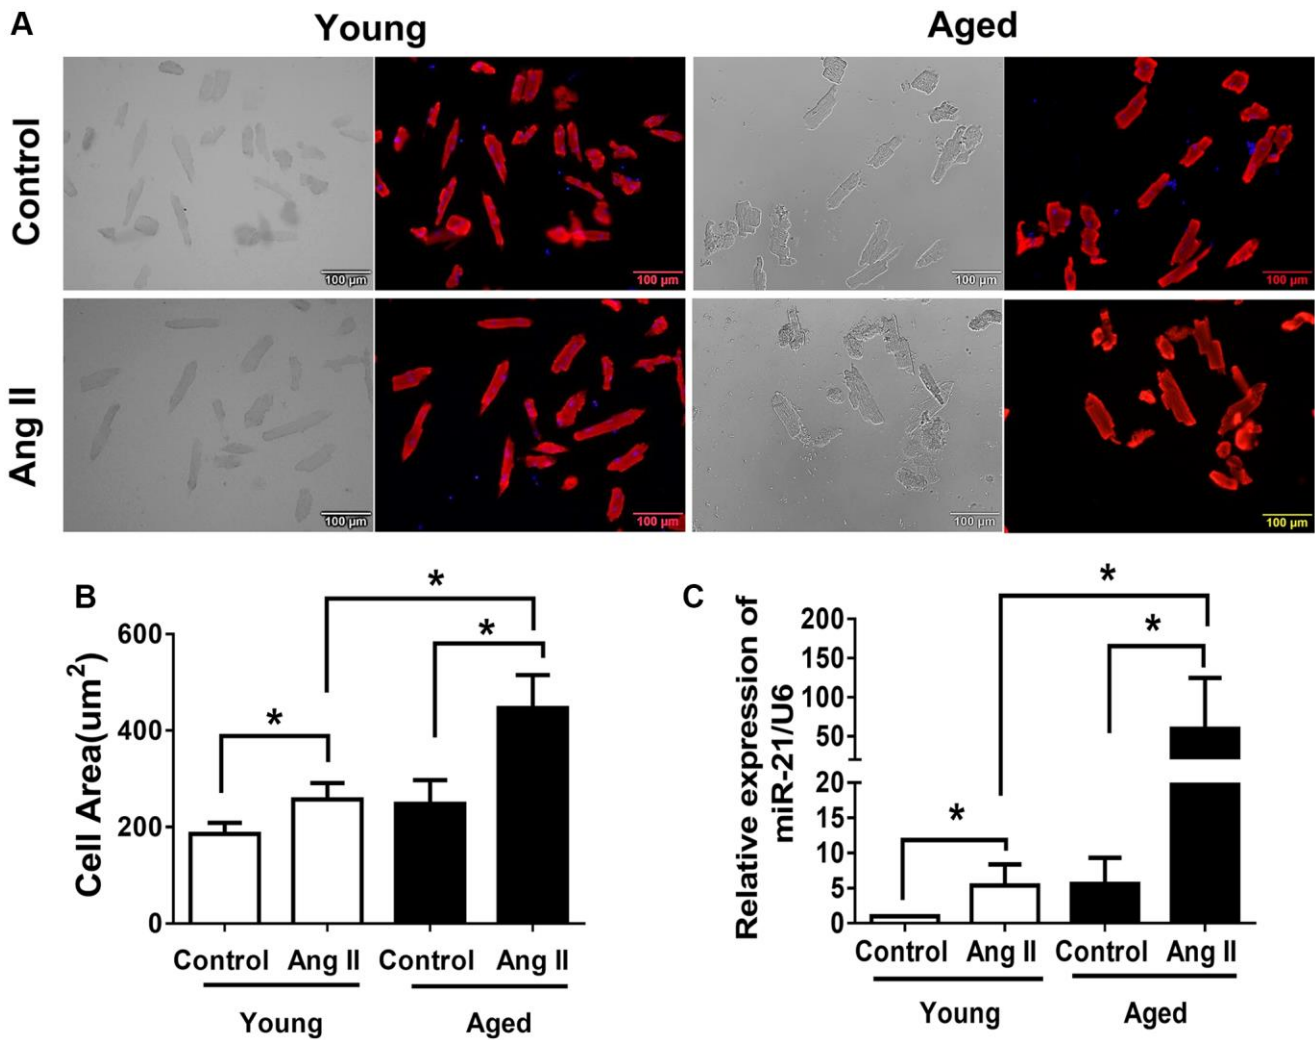 A
Young
Aged
Control
100 µm
100 µm
100 µm
100 µm
Ang II
100 µm
100 µm
100 µm
100 µm
B
Cell Area(um2)
600
400
200
0
*
*
*
Control
Ang II
Control
Ang II
Young
Aged
C
Relative expression of
miR-21/U6
200
150
100
50
20
15
10
5
0
*
*
*
Control
Ang II
Control
Ang II
Young
Aged